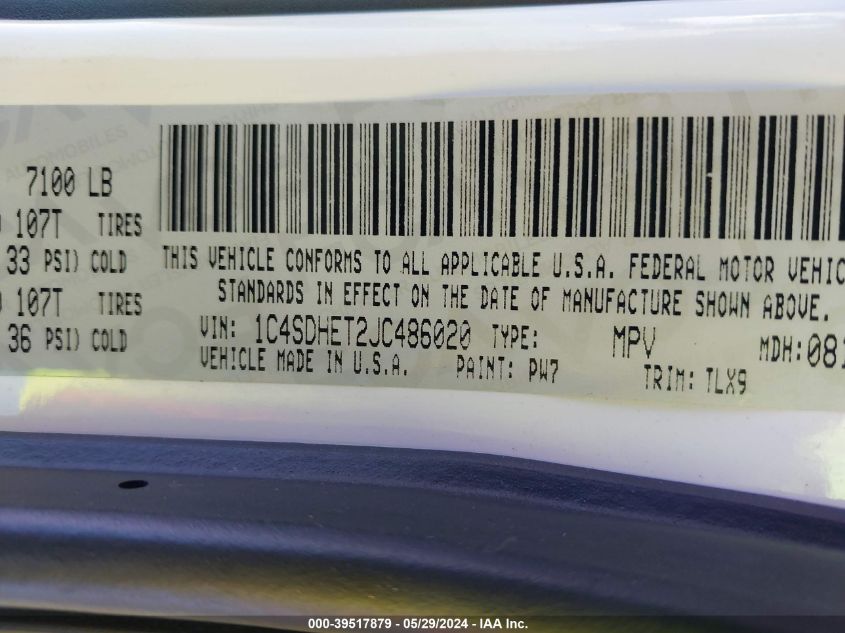 7100 LB
107T TIRES
33 PSI) COLD
107T TIRES
36 PSI) COLD
THIS VEHICLE CONFORMS TO ALL APPLICABLE U.S.A. FEDERAL MOTOR VEHIC
STANDARDS IN EFFECT ON THE DATE OF MANUFACTURE SHOWN ABOVE.
VIN: 1C4SDHET2JC486020 TYPE: MPV MDH:081
VEHICLE MADE IN U.S.A. PAINT: PW7 TRIM: TLX9
000-39517879 - 05/29/2024 - IAA Inc.